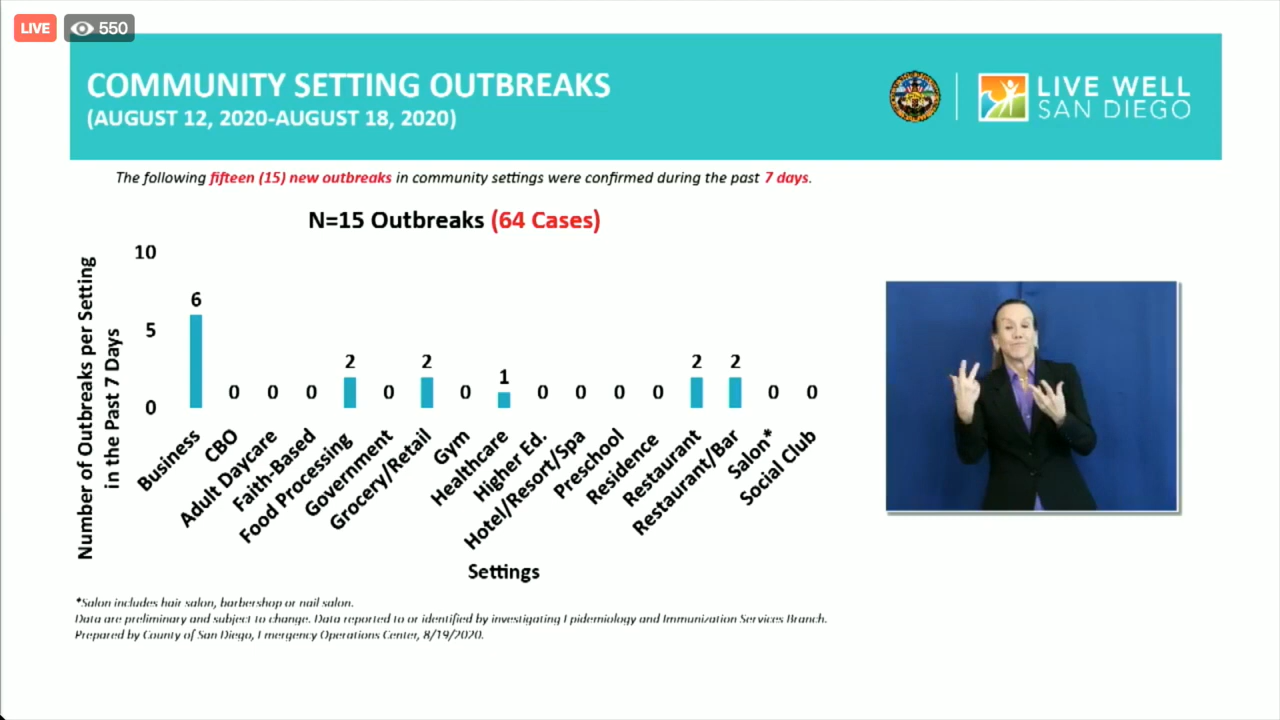 LIVE 550
COMMUNITY SETTING OUTBREAKS
(AUGUST 12, 2020-AUGUST 18, 2020)
LIVE WELL
SAN DIEGO
The following fifteen (15) new outbreaks in community settings were confirmed during the past 7 days.
N=15 Outbreaks (64 Cases)
Number of Outbreaks per Setting
in the Past 7 Days
10
5
0
6
0
0
0
2
0
2
0
1
0
0
0
0
2
2
0
0
Business
CBO
Adult Daycare
Faith-Based
Food Processing
Government
Grocery/Retail
Gym
Healthcare
Higher Ed.
Hotel/Resort/Spa
Preschool
Residence
Restaurant
Restaurant/Bar
Salon*
Social Club
Settings
*Salon includes hair salon, barbershop or nail salon.
Data are preliminary and subject to change. Data reported to or identified by investigating Epidemiology and Immunization Services Branch.
Prepared by County of San Diego, Emergency Operations Center, 8/19/2020.